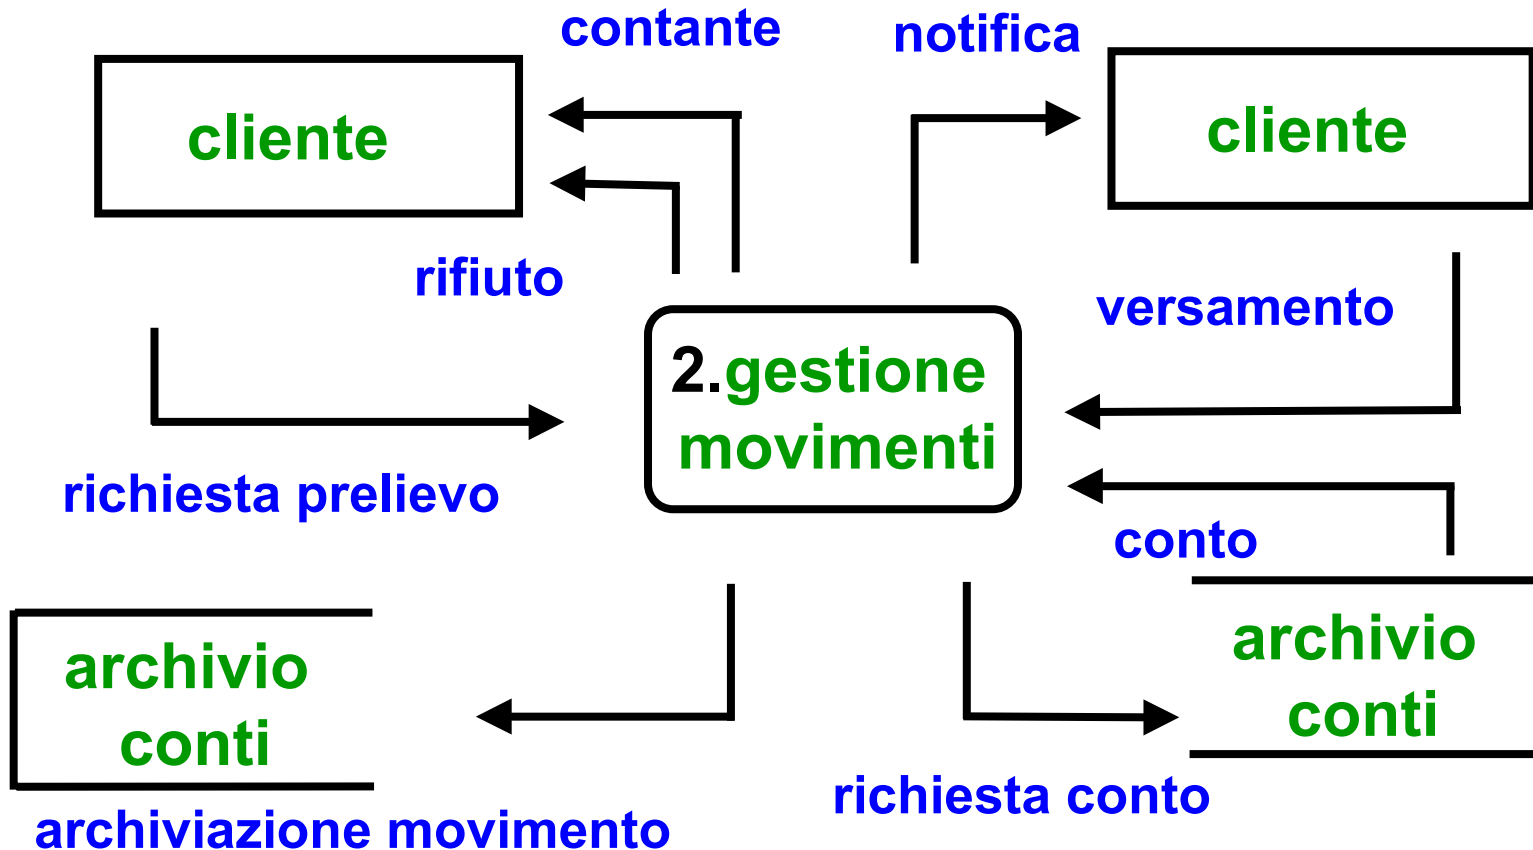 contante
notifica
cliente
cliente
rifiuto
versamento
2.gestione
movimenti
richiesta prelievo
conto
archivio
conti
archivio
conti
richiesta conto
archiviazione movimento